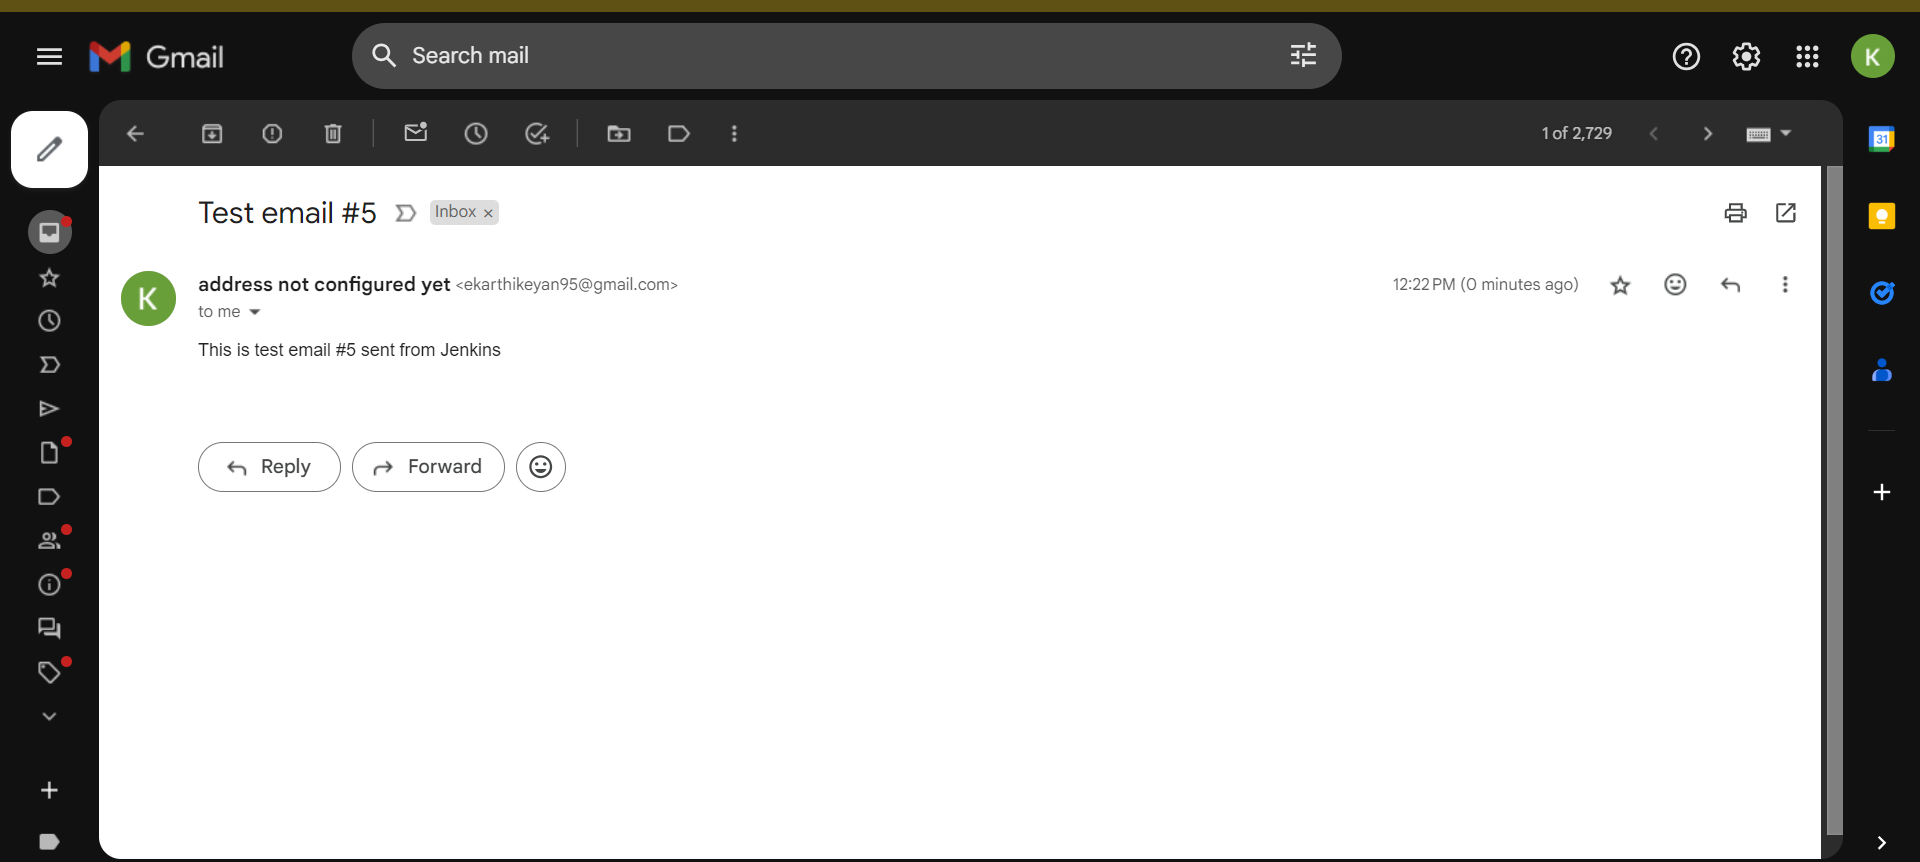 Gmail
Search mail
K
1 of 2,729
31
Test email #5 Inbox ×
K
address not configured yet <ekarthikeyan95@gmail.com>
12:22 PM (0 minutes ago)
to me
This is test email #5 sent from Jenkins
Reply
Forward